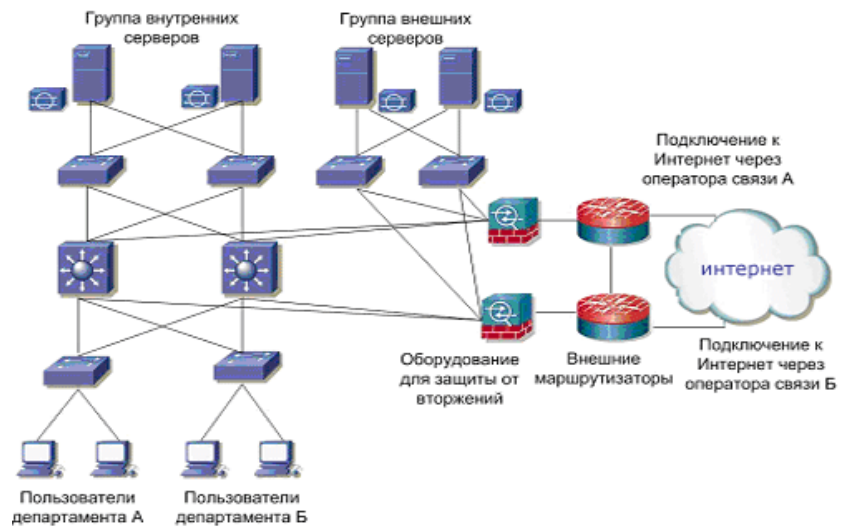 Группа внутренних
серверов
Группа внешних
серверов
Подключение к
Интернет через
оператора связи А
интернет
Подключение к
Интернет через
оператора связи Б
Оборудование
для защиты от
вторжений
Внешние
маршрутизаторы
Пользователи
департамента А
Пользователи
департамента Б